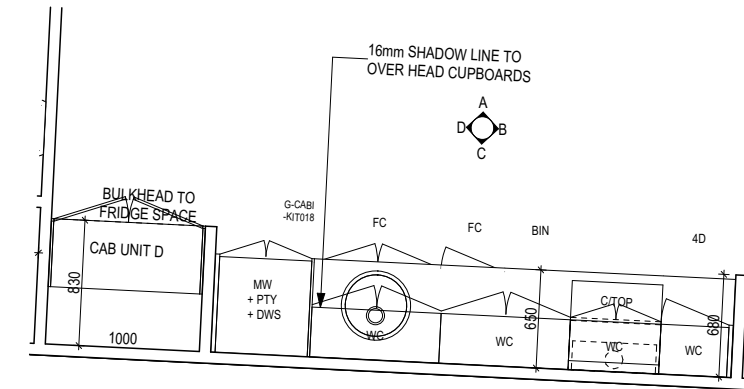 16mm SHADOW LINE TO
OVER HEAD CUPBOARDS
A
D
B
C
BULKHEAD TO
FRIDGE SPACE
G-CABI
-KIT018
FC
FC
BIN
4D
CAB UNIT D
MW
+ PTY
+ DWS
830
1000
C/TOP
650
680
WC
WC
WC
WC